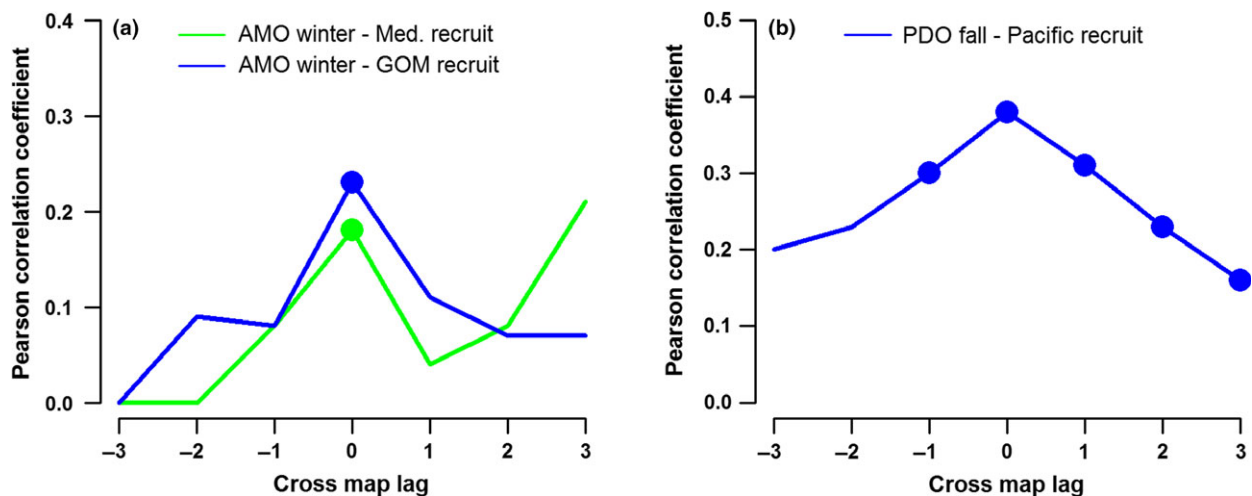 (a)
AMO winter - Med. recruit
AMO winter - GOM recruit
Pearson correlation coefficient
0.4
0.3
0.2
0.1
0.0
–3 –2 –1 0 1 2 3
Cross map lag
(b)
PDO fall - Pacific recruit
Pearson correlation coefficient
0.5
0.4
0.3
0.2
0.1
0.0
–3 –2 –1 0 1 2 3
Cross map lag